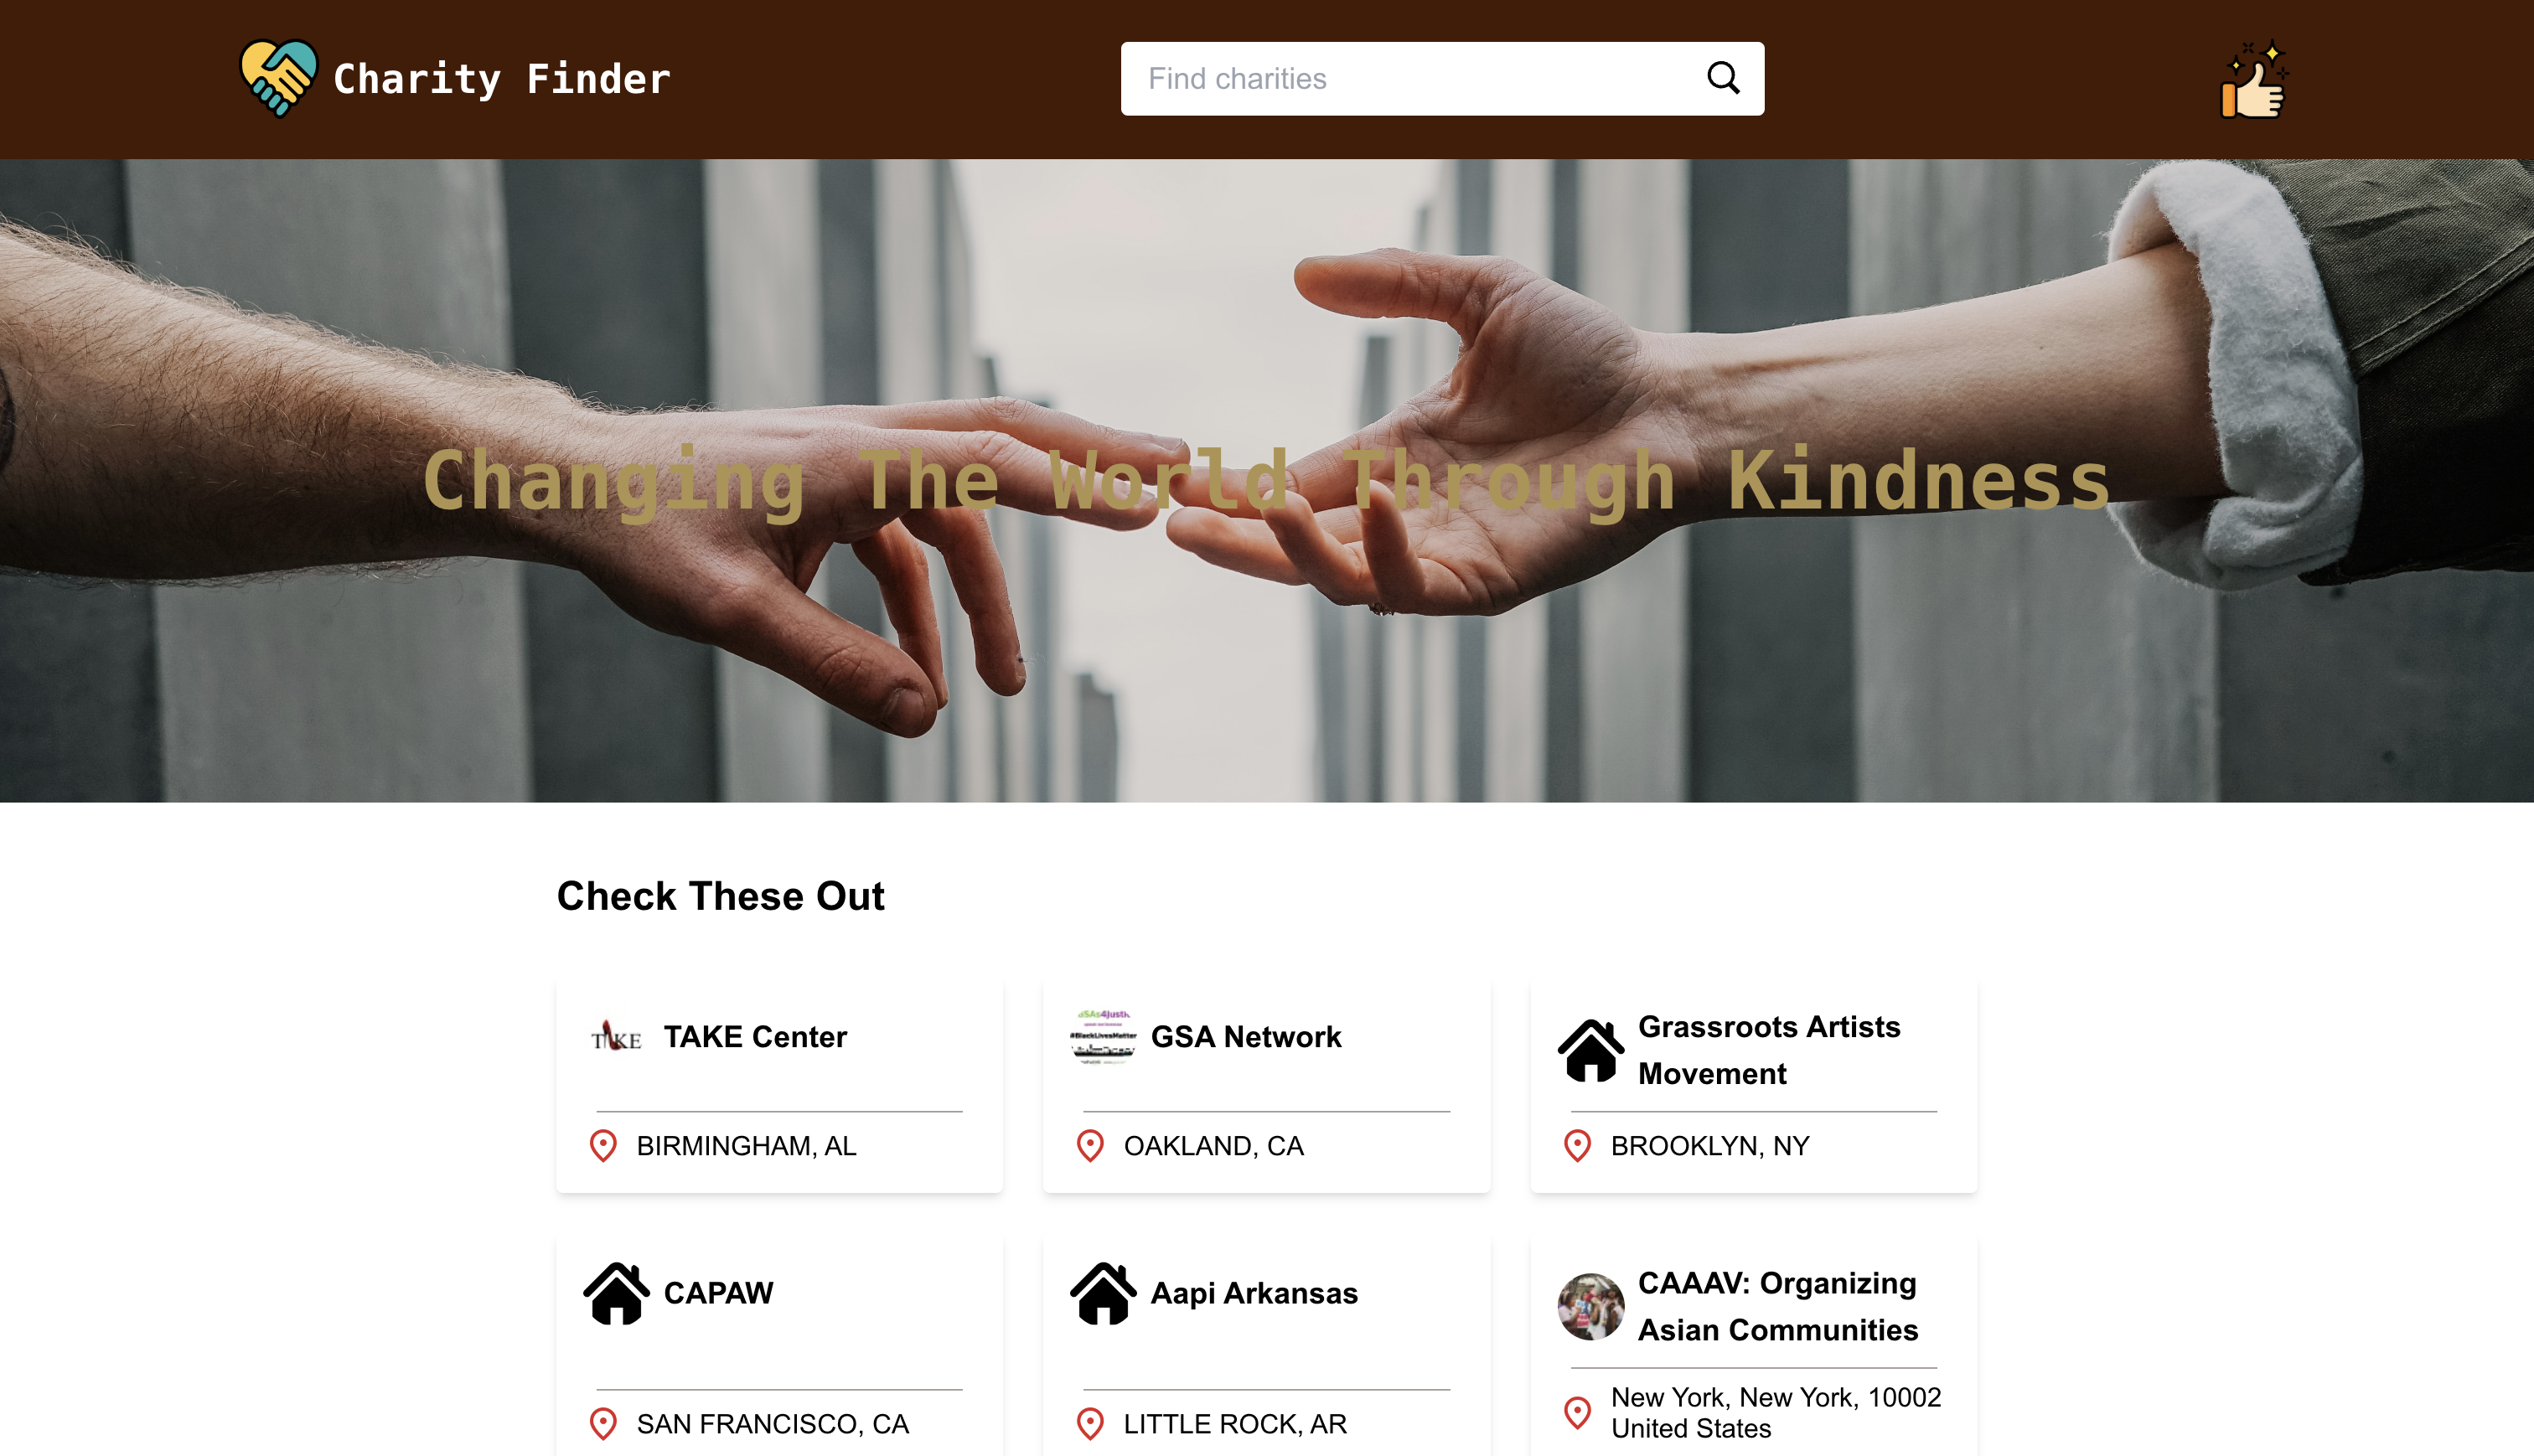 Charity Finder
Find charities
Changing The World Through Kindness
Check These Out
TAKE
TAKE Center
BIRMINGHAM, AL
#BlackLivesMatter
GSA Network
OAKLAND, CA
Grassroots Artists
Movement
BROOKLYN, NY
CAPAW
SAN FRANCISCO, CA
Aapi Arkansas
LITTLE ROCK, AR
CAAAV: Organizing
Asian Communities
New York, New York, 10002
United States